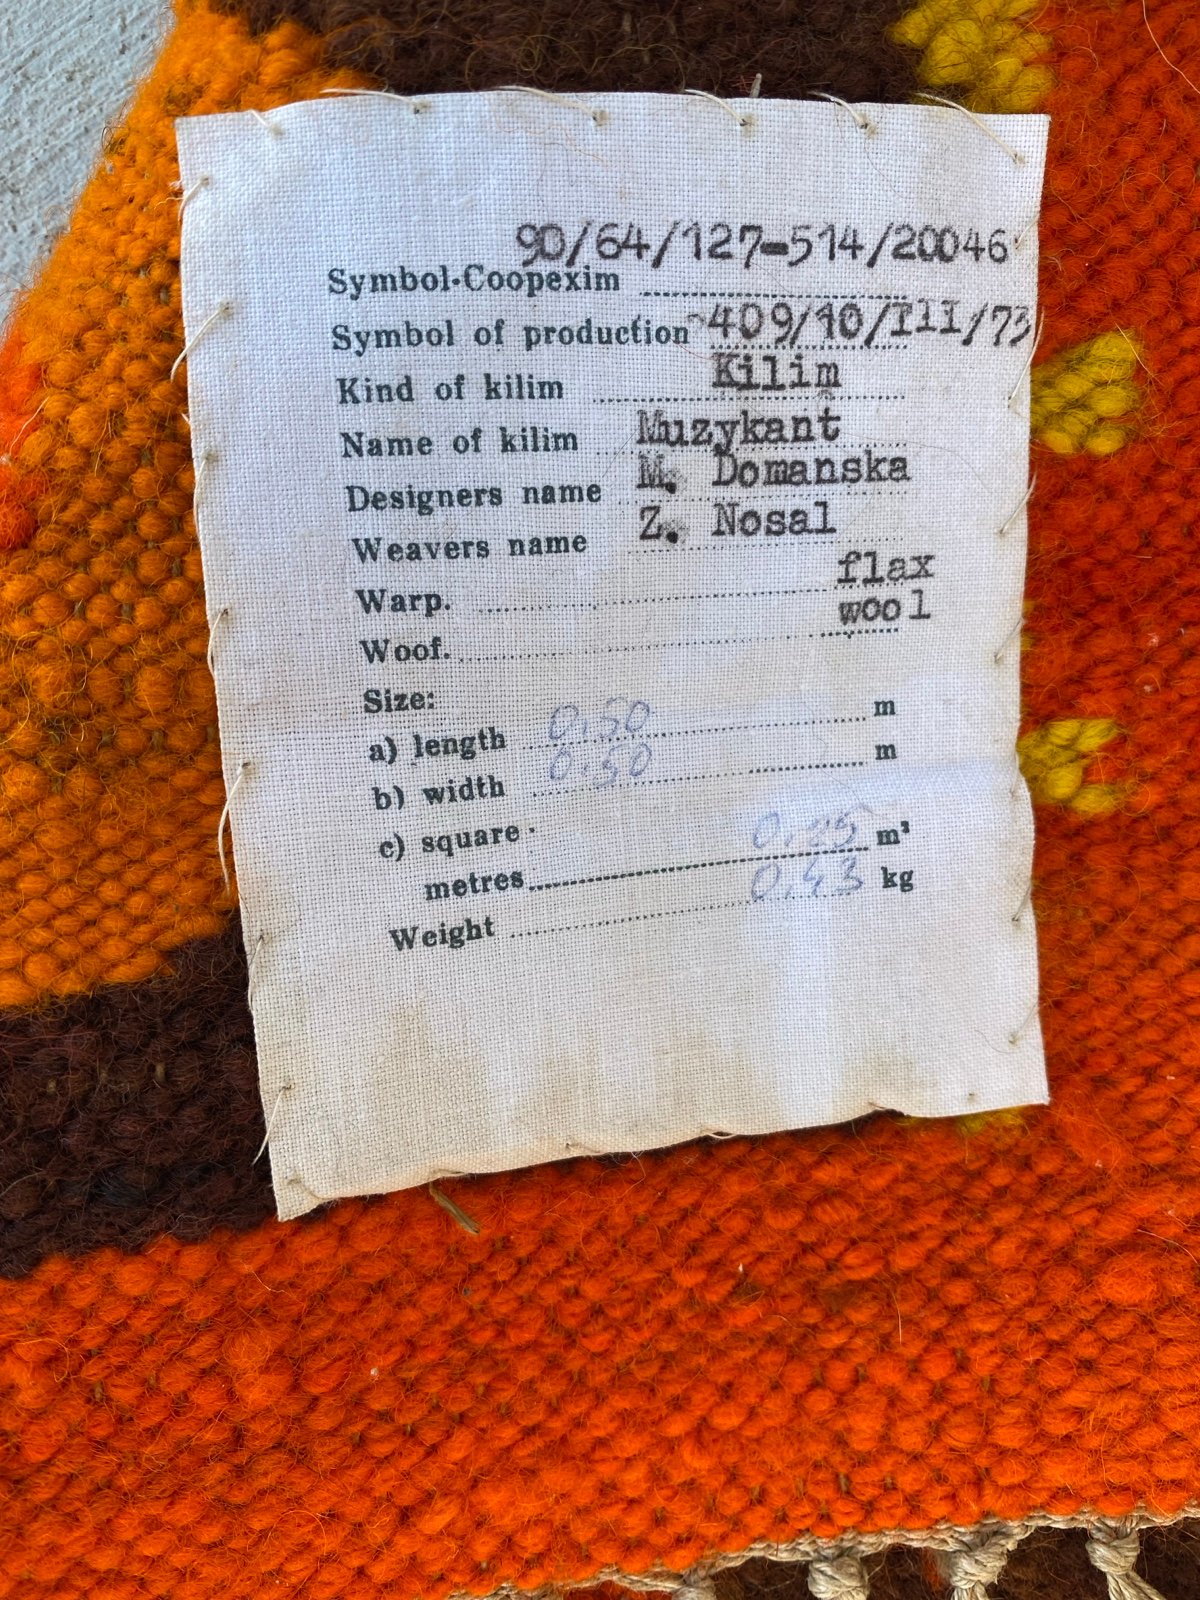 90/64/127-514/20046
Symbol-Coopexim
Symbol of production 409/10/III/73
Kind of kilim Kilim
Name of kilim Muzykant
Designers name M. Domanska
Weavers name Z. Nosal
Warp. flax
Woof. wool
Size:
a) length 0.50 m
b) width 0.50 m
c) square 0.25 m²
metres
Weight 0.43 kg